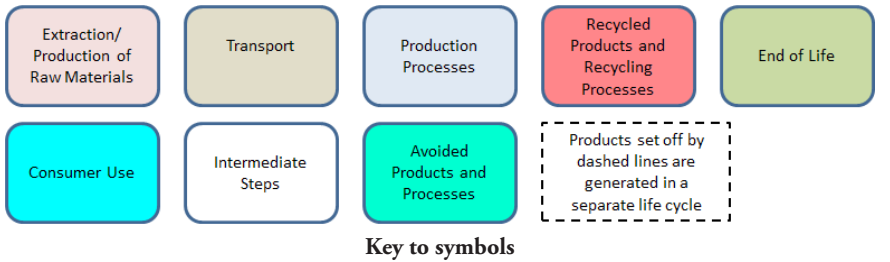 Extraction/
Production of
Raw Materials
Transport
Production
Processes
Recycled
Products and
Recycling
Processes
End of Life
Consumer Use
Intermediate
Steps
Avoided
Products and
Processes
Products set off by
dashed lines are
generated in a
separate life cycle
Key to symbols